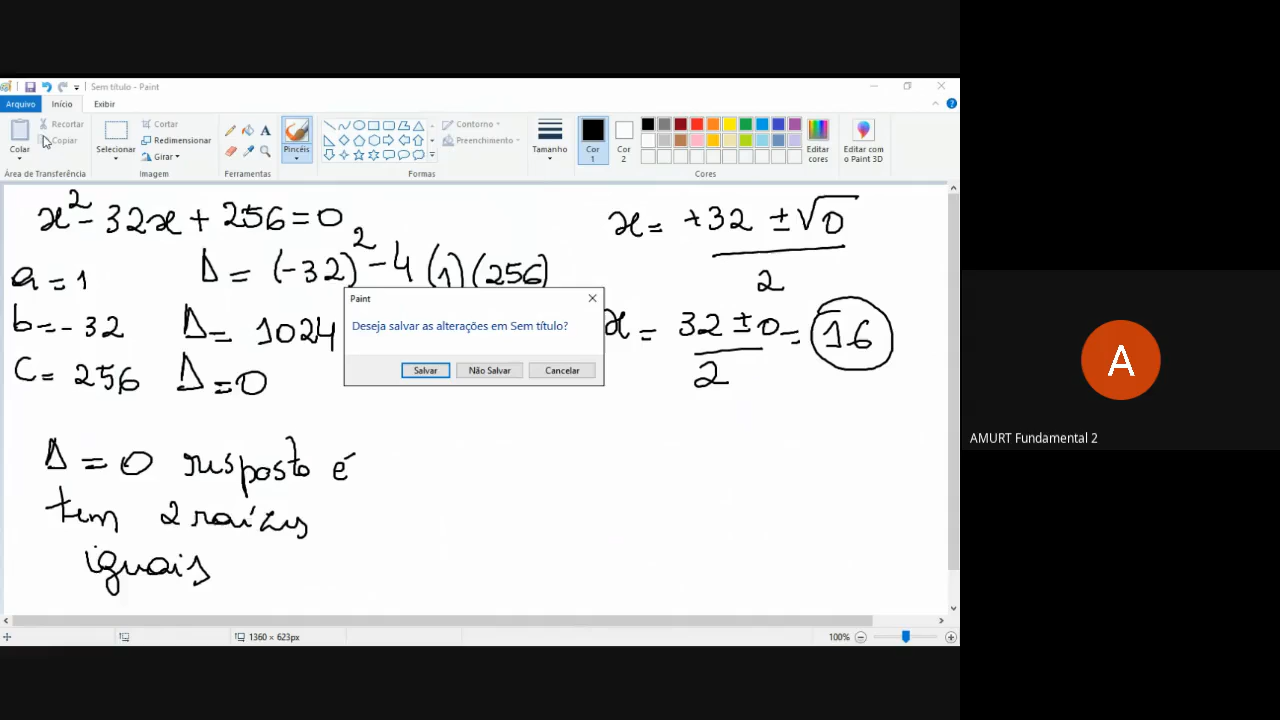 Sem título - Paint
Arquivo Início Exibir
Colar
Recortar
Copiar
Área de Transferência
Selecionar
Cortar
Redimensionar
Girar
Imagem
A
Ferramentas
Pincéis
Contorno
Preenchimento
Formas
Tamanho
Cor 1
Cor 2
Editar cores
Editar com o Paint 3D
Cores
x² - 32x + 256 = 0
a = 1
b = - 32
c = 256
Δ = (-32)² - 4 (1) (256)
Δ = 1024
Δ = 0
Δ = 0 resposta é
tem 2 raízes
iguais
x = +32 ± √0
2
x = 32 ± 0 = 16
2
Paint
Deseja salvar as alterações em Sem título?
Salvar Não Salvar Cancelar
1360 × 623px
100%
A
AMURT Fundamental 2